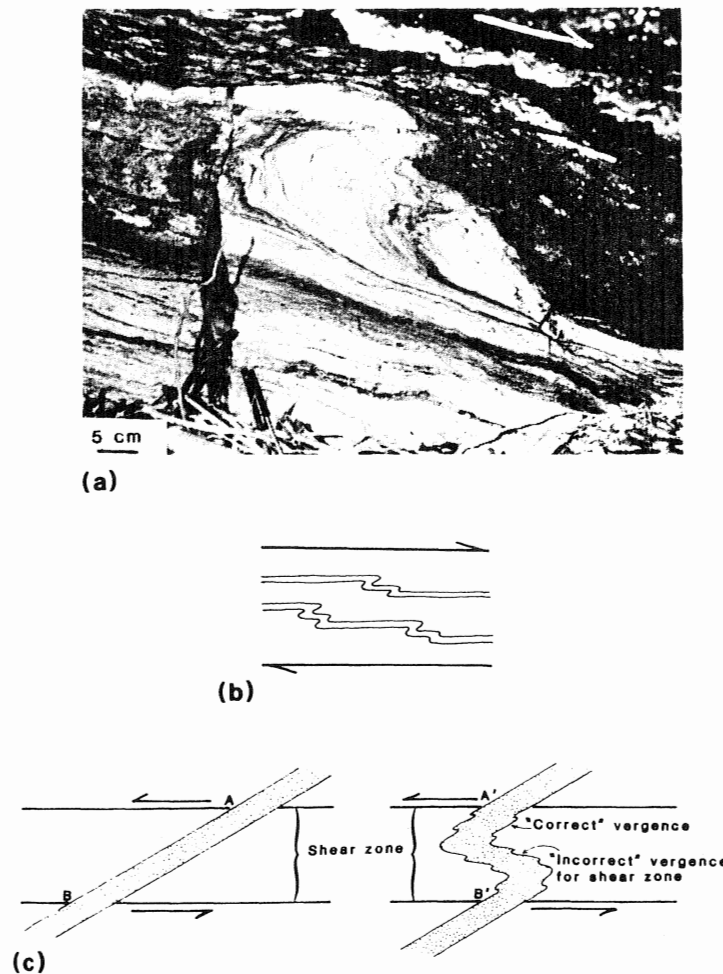 5 cm
(a)
(b)
A
B
Shear zone
A'
"Correct" vergence
"Incorrect" vergence
for shear zone
B'
(c)